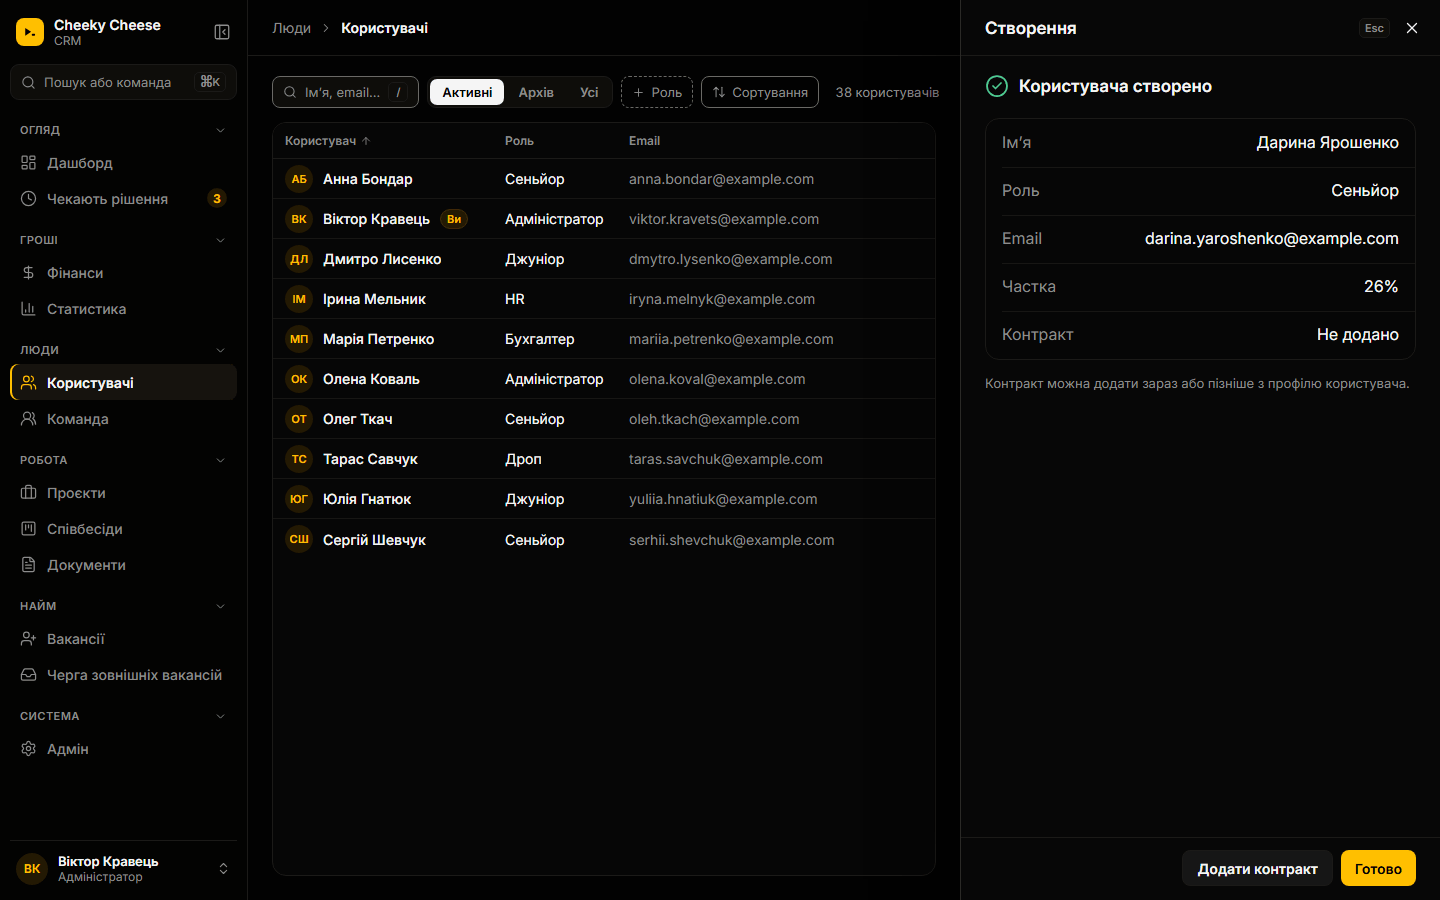 Cheeky Cheese
CRM
Пошук або команда ⌘K
ОГЛЯД
Дашборд
Чекають рішення 3
ГРОШІ
Фінанси
Статистика
ЛЮДИ
Користувачі
Команда
РОБОТА
Проєкти
Співбесіди
Документи
НАЙМ
Вакансії
Черга зовнішніх вакансій
СИСТЕМА
Адмін
ВК Віктор Кравець
Адміністратор
Люди > Користувачі
Ім’я, email... / Активні Архів Усі + Роль Сортування 38 користувачів
Користувач ↑ Роль Email
АБ Анна Бондар Сеньйор anna.bondar@example.com
ВК Віктор Кравець Ви Адміністратор viktor.kravets@example.com
ДЛ Дмитро Лисенко Джуніор dmytro.lysenko@example.com
ІМ Ірина Мельник HR iryna.melnyk@example.com
МП Марія Петренко Бухгалтер mariia.petrenko@example.com
ОК Олена Коваль Адміністратор olena.koval@example.com
ОТ Олег Ткач Сеньйор oleh.tkach@example.com
ТС Тарас Савчук Дроп taras.savchuk@example.com
ЮГ Юлія Гнатюк Джуніор yuliia.hnatiuk@example.com
СШ Сергій Шевчук Сеньйор serhii.shevchuk@example.com
Створення Esc
Користувача створено
Ім’я Дарина Ярошенко
Роль Сеньйор
Email darina.yaroshenko@example.com
Частка 26%
Контракт Не додано
Контракт можна додати зараз або пізніше з профілю користувача.
Додати контракт Готово